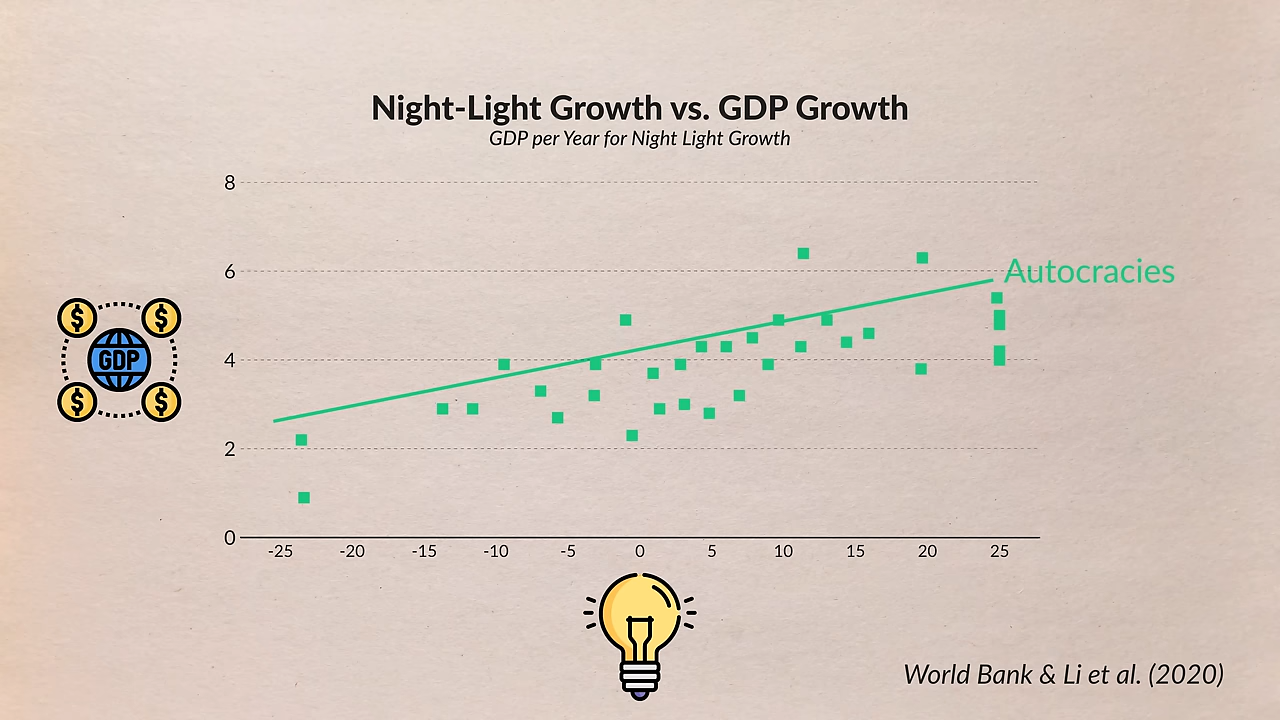 Night-Light Growth vs. GDP Growth
GDP per Year for Night Light Growth
8
6
Autocracies
$ $
GDP
4
$ $
2
0
-25 -20 -15 -10 -5 0 5 10 15 20 25
World Bank & Li et al. (2020)